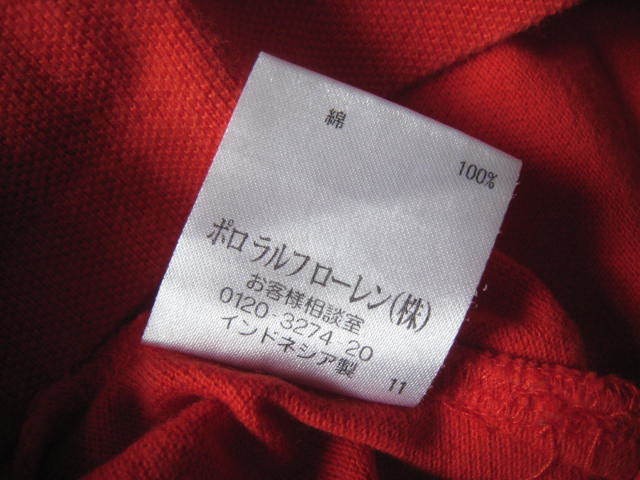 綿
100%
ポロ ラルフ ローレン(株)
お客様相談室
0120 3274 20
インドネシア製
11